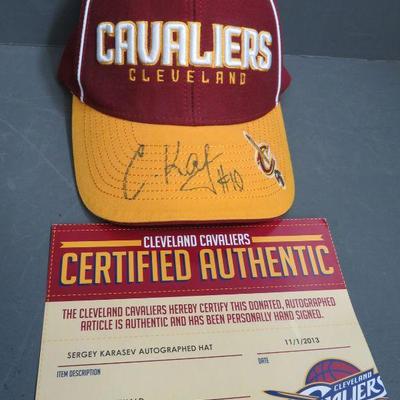 CAVALIERS
CLEVELAND
C. Kaf #10
CLEVELAND CAVALIERS
CERTIFIED AUTHENTIC
THE CLEVELAND CAVALIERS HEREBY CERTIFY THIS DONATED, AUTOGRAPHED
ARTICLE IS AUTHENTIC AND HAS BEEN PERSONALLY HAND SIGNED.
SERGEY KARASEV AUTOGRAPHED HAT 11/1/2013
ITEM DESCRIPTION DATE
CLEVELAND
CAVALIERS